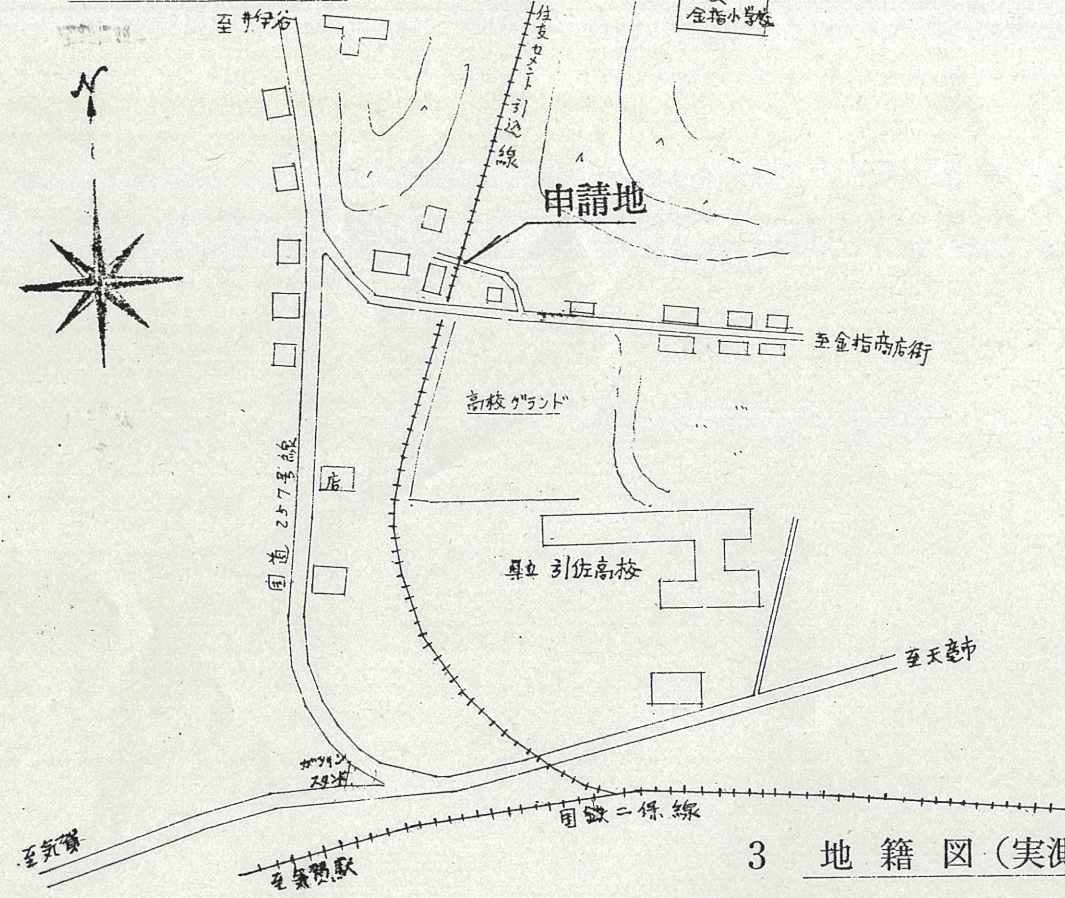 至井伊谷
住友セメント引込線
金指小学校
N
申請地
至金指商店街
高校グランド
国道257号線
店
県立 引佐高校
至天竜市
ガソリン
スタンド
国鉄二俣線
至気賀
至気賀駅
3 地籍図（実測